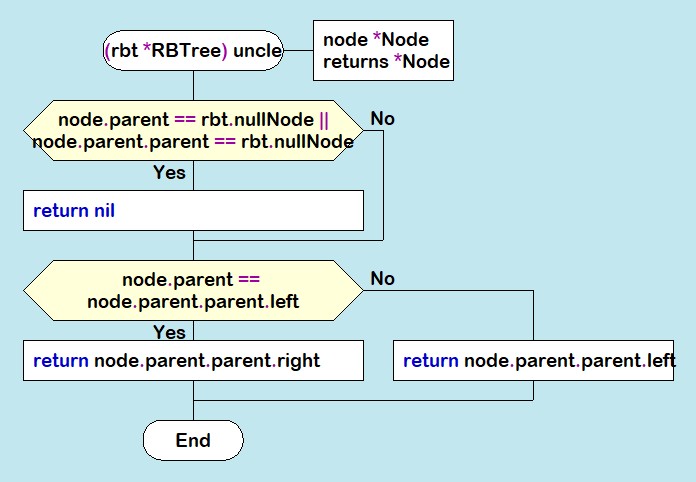 (rbt *RBTree) uncle
node *Node
returns *Node
node.parent == rbt.nullNode ||
node.parent.parent == rbt.nullNode
No
Yes
return nil
node.parent ==
node.parent.parent.left
No
Yes
return node.parent.parent.right
return node.parent.parent.left
End